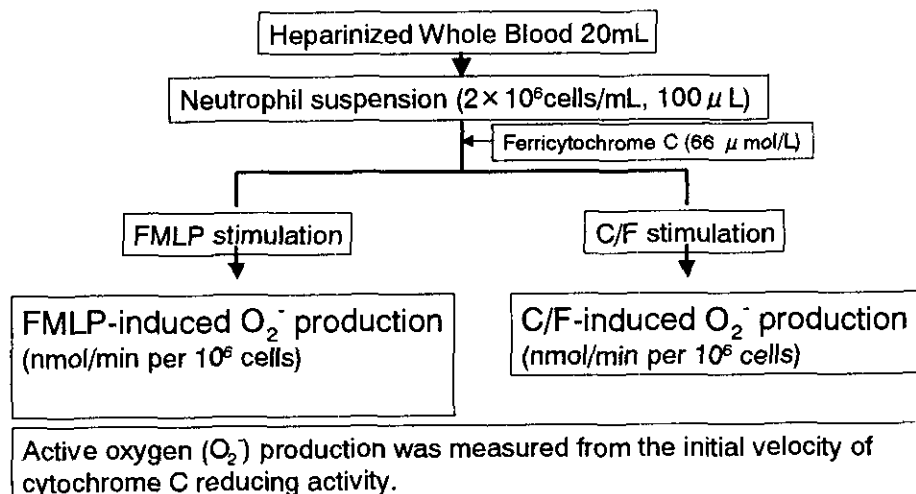 Heparinized Whole Blood 20mL
Neutrophil suspension (2×10⁶cells/mL, 100μL)
Ferricytochrome C (66 μmol/L)
FMLP stimulation
C/F stimulation
FMLP-induced O₂⁻ production
(nmol/min per 10⁶ cells)
C/F-induced O₂⁻ production
(nmol/min per 10⁶ cells)
Active oxygen (O₂⁻) production was measured from the initial velocity of
cytochrome C reducing activity.